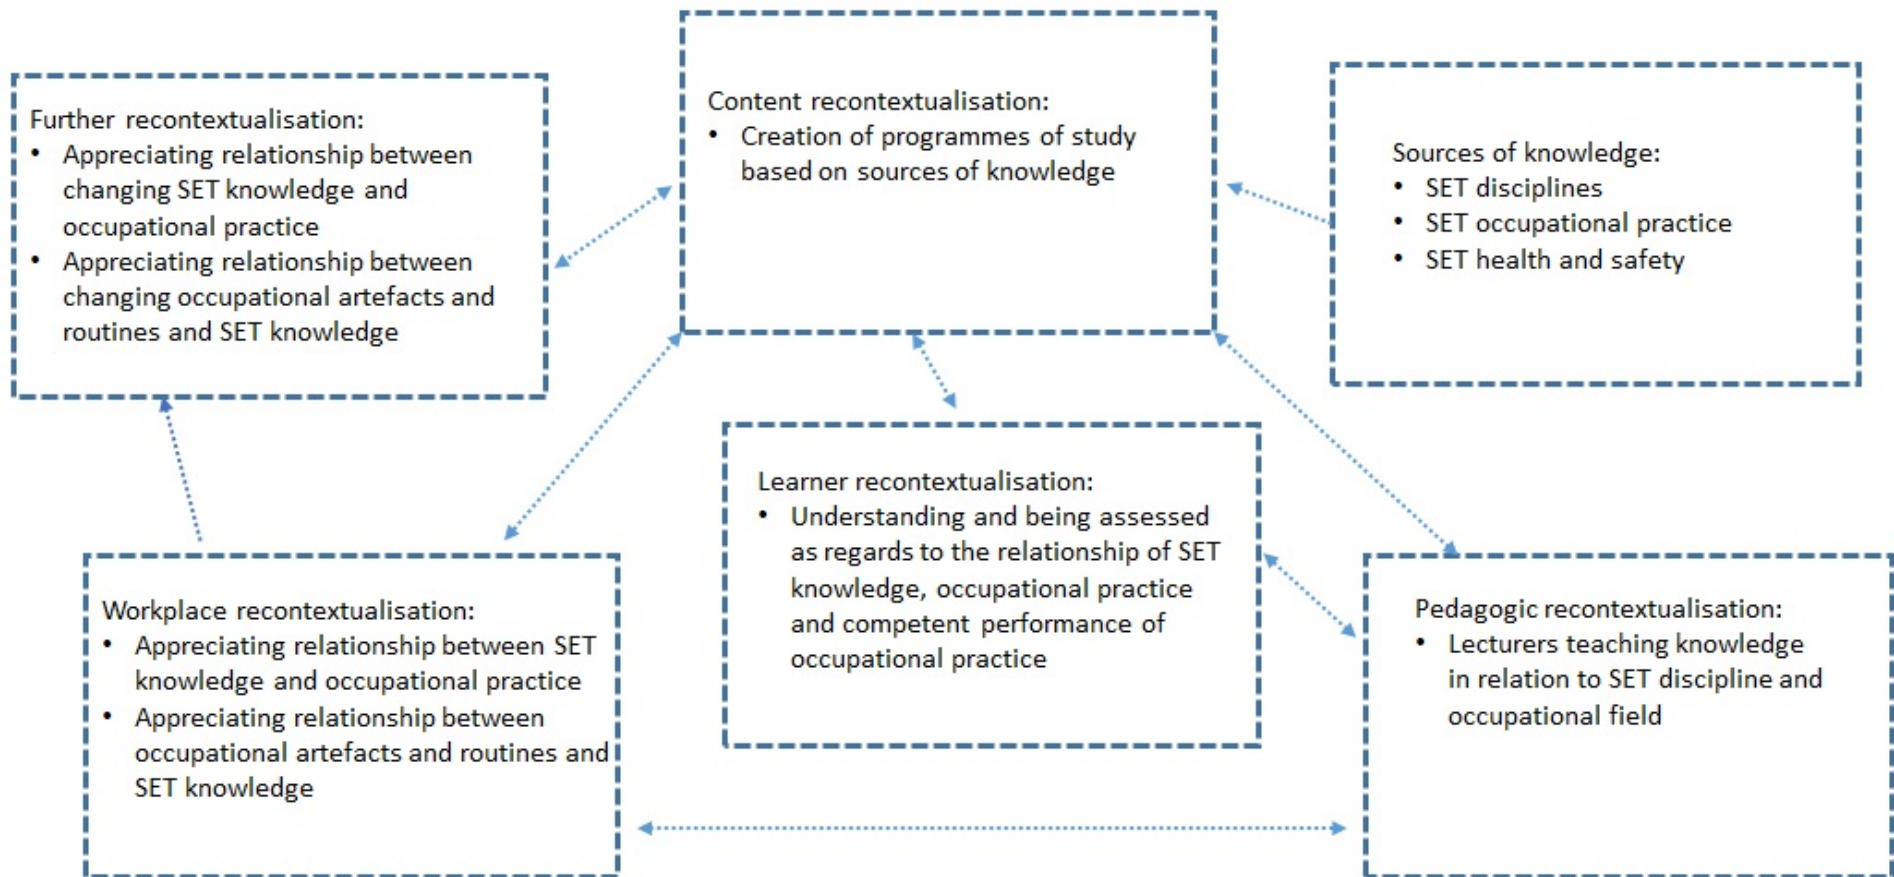 Further recontextualisation:
• Appreciating relationship between
changing SET knowledge and
occupational practice
• Appreciating relationship between
changing occupational artefacts and
routines and SET knowledge
Content recontextualisation:
• Creation of programmes of study
based on sources of knowledge
Sources of knowledge:
• SET disciplines
• SET occupational practice
• SET health and safety
Learner recontextualisation:
• Understanding and being assessed
as regards to the relationship of SET
knowledge, occupational practice
and competent performance of
occupational practice
Workplace recontextualisation:
• Appreciating relationship between SET
knowledge and occupational practice
• Appreciating relationship between
occupational artefacts and routines and
SET knowledge
Pedagogic recontextualisation:
• Lecturers teaching knowledge
in relation to SET discipline and
occupational field